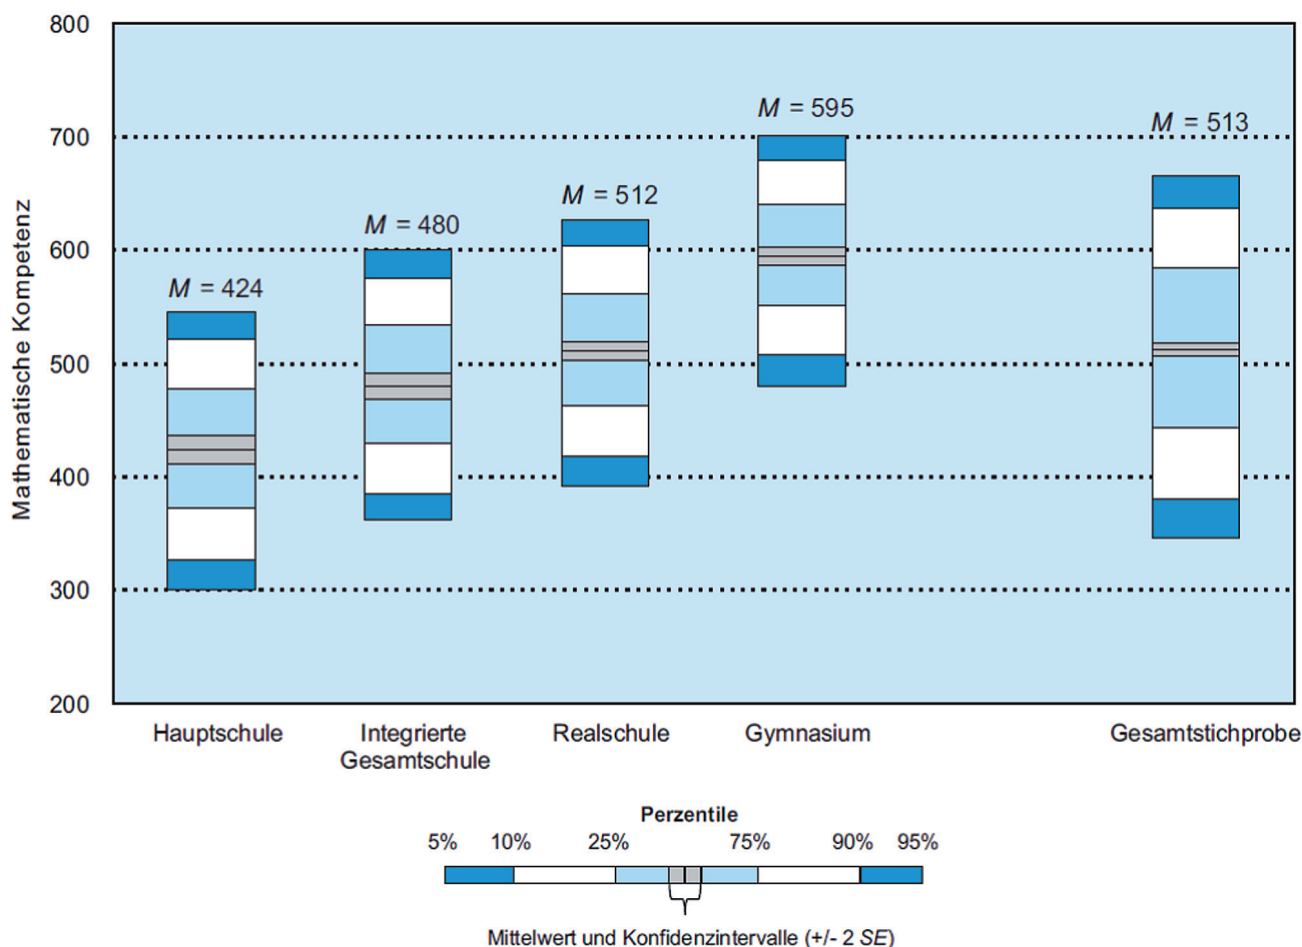 800
M = 595
700
M = 513
M = 512
M = 480
600
M = 424
500
400
300
200
Mathematische Kompetenz
Hauptschule
Integrierte
Gesamtschule
Realschule
Gymnasium
Gesamtstichprobe
Perzentile
5% 10% 25% 75% 90% 95%
Mittelwert und Konfidenzintervalle (+/- 2 SE)